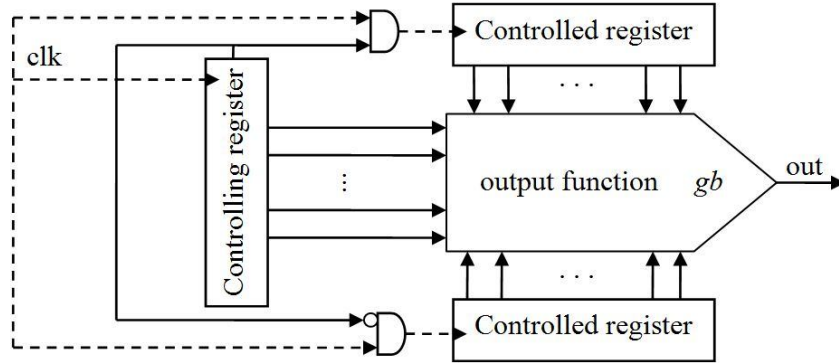 Controlled register
clk
Controlling register
. . .
output function gb
out
...
. . .
Controlled register